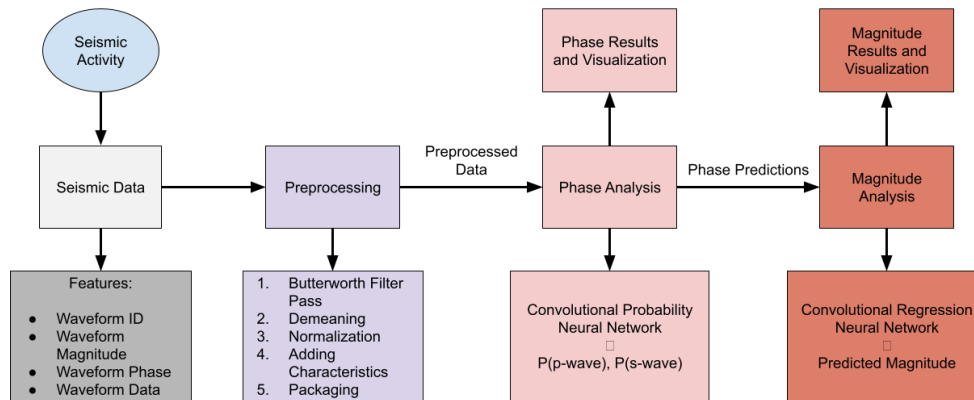 Seismic
Activity
Phase Results
and Visualization
Magnitude
Results and
Visualization
Seismic Data
Preprocessing
Preprocessed
Data
Phase Analysis
Phase Predictions
Magnitude
Analysis
Features:
● Waveform ID
● Waveform
Magnitude
● Waveform Phase
● Waveform Data
1. Butterworth Filter
Pass
2. Demeaning
3. Normalization
4. Adding
Characteristics
5. Packaging
Convolutional Probability
Neural Network
P(p-wave), P(s-wave)
Convolutional Regression
Neural Network
Predicted Magnitude